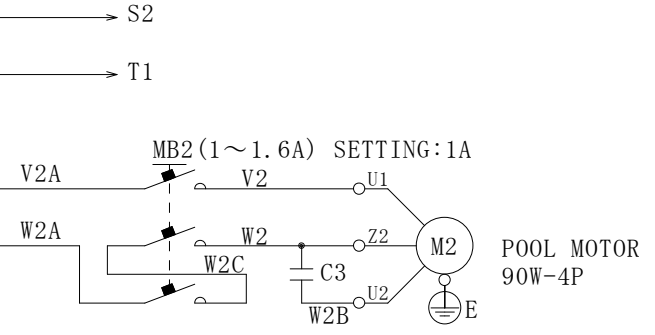 S2
T1
MB2(1～1.6A) SETTING:1A
V2A V2 U1
W2A W2 Z2 M2 POOL MOTOR
W2C C3 90W-4P
W2B U2 E